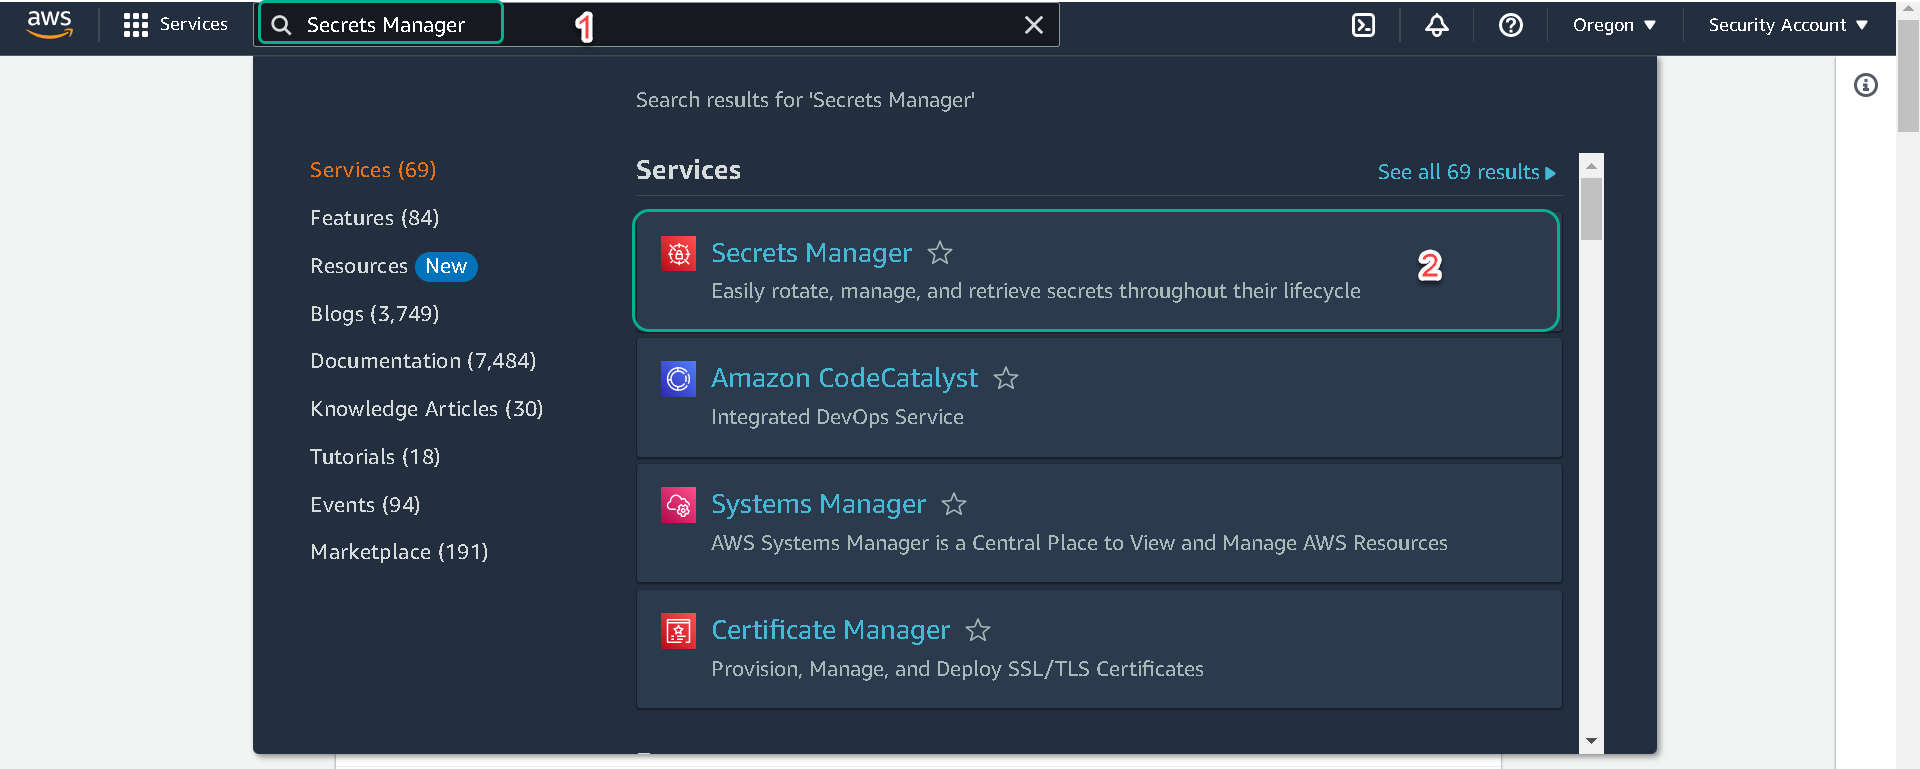 aws
Services
Secrets Manager
1
Oregon
Security Account
Search results for 'Secrets Manager'
Services (69)
Features (84)
Resources New
Blogs (3,749)
Documentation (7,484)
Knowledge Articles (30)
Tutorials (18)
Events (94)
Marketplace (191)
Services
See all 69 results
Secrets Manager
2
Easily rotate, manage, and retrieve secrets throughout their lifecycle
Amazon CodeCatalyst
Integrated DevOps Service
Systems Manager
AWS Systems Manager is a Central Place to View and Manage AWS Resources
Certificate Manager
Provision, Manage, and Deploy SSL/TLS Certificates